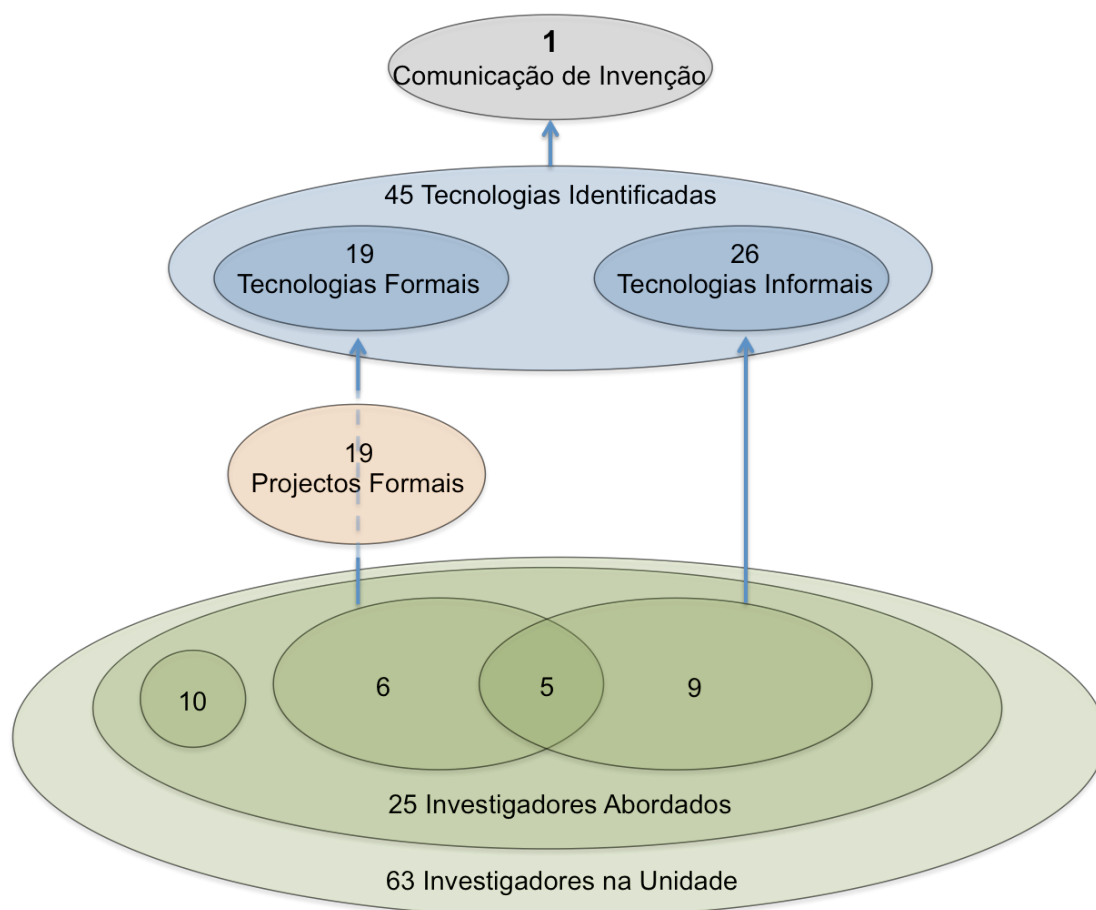 1
Comunicação de Invenção
45 Tecnologias Identificadas
19
Tecnologias Formais
26
Tecnologias Informais
19
Projectos Formais
10
6
5
9
25 Investigadores Abordados
63 Investigadores na Unidade